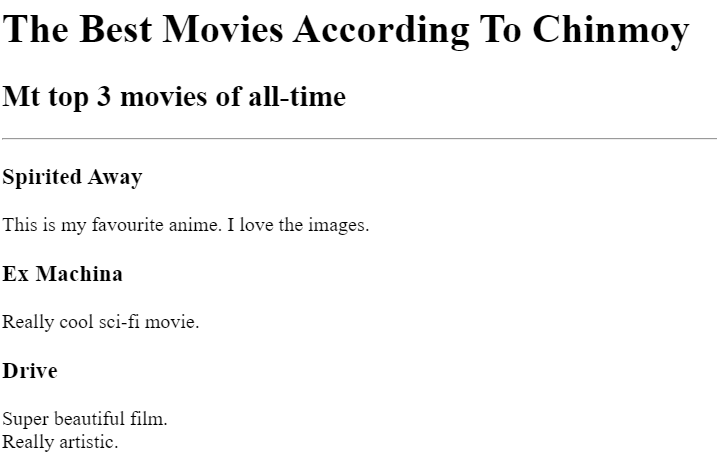 The Best Movies According To Chinmoy
Mt top 3 movies of all-time
Spirited Away
This is my favourite anime. I love the images.
Ex Machina
Really cool sci-fi movie.
Drive
Super beautiful film.
Really artistic.